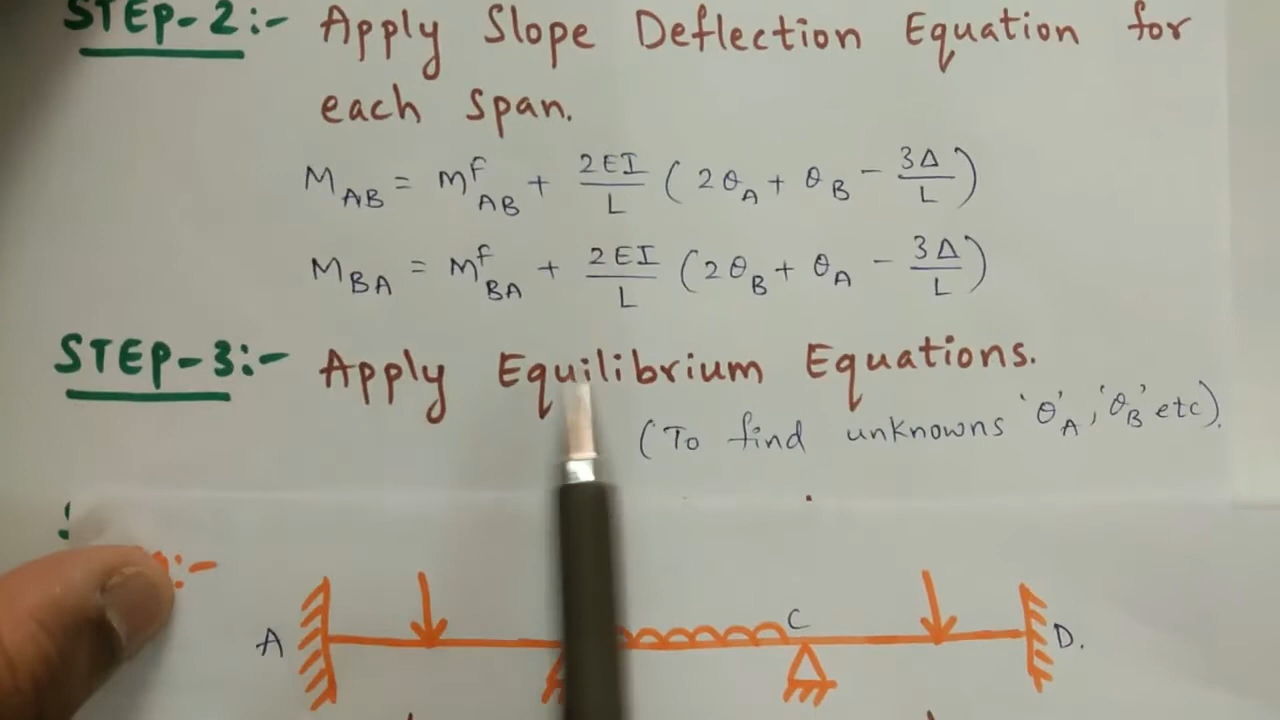 STEP-2:- Apply Slope Deflection Equation for
each span.
M_AB = M^F_AB + 2EI/L (2θ_A + θ_B - 3Δ/L)
M_BA = M^F_BA + 2EI/L (2θ_B + θ_A - 3Δ/L)
STEP-3:- Apply Equilibrium Equations.
(To find unknowns 'θ_A', 'θ_B' etc).
A C D.